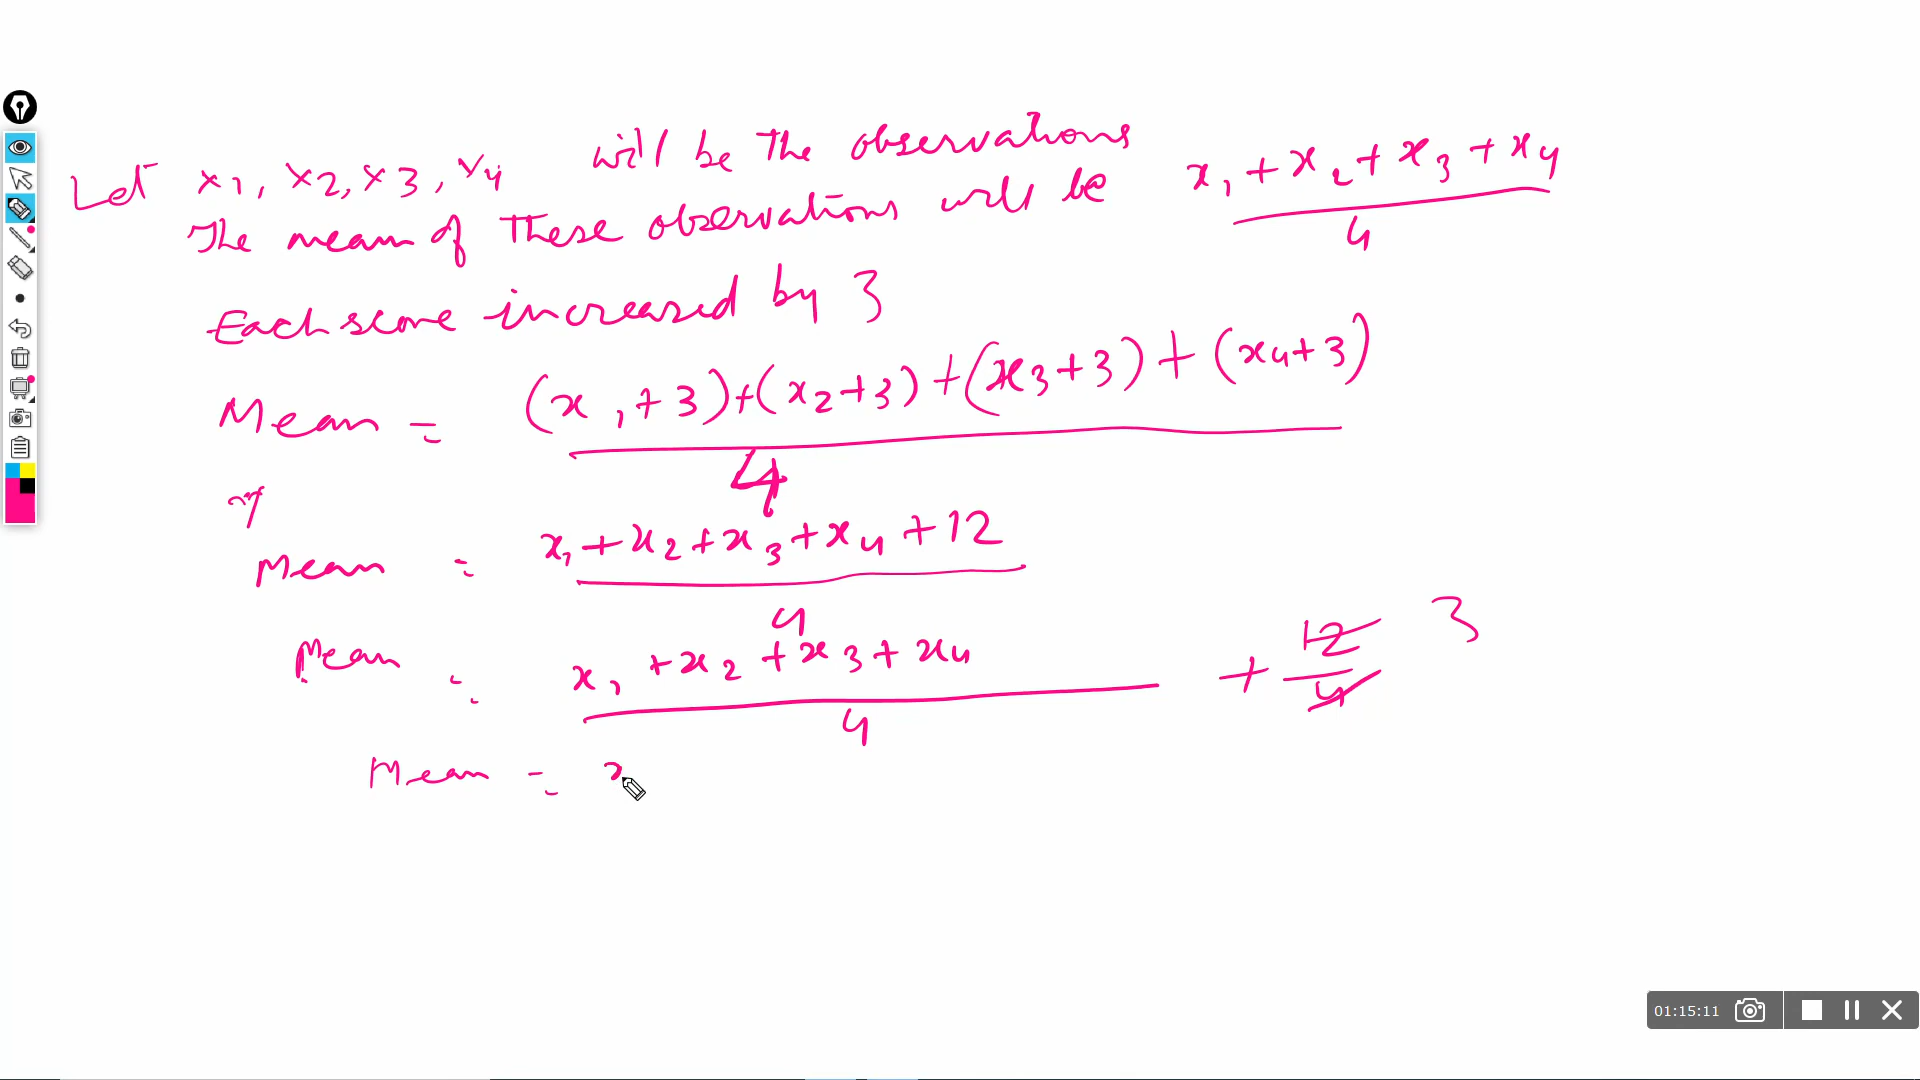 Let x1, x2, x3, x4 will be the observations
The mean of these observations will be x1 + x2 + x3 + x4
4
Each score increased by 3
Mean = (x1 + 3) + (x2 + 3) + (x3 + 3) + (x4 + 3)
4
Mean = x1 + x2 + x3 + x4 + 12
4
Mean = x1 + x2 + x3 + x4 + 12 3
4 4
Mean = x
01:15:11